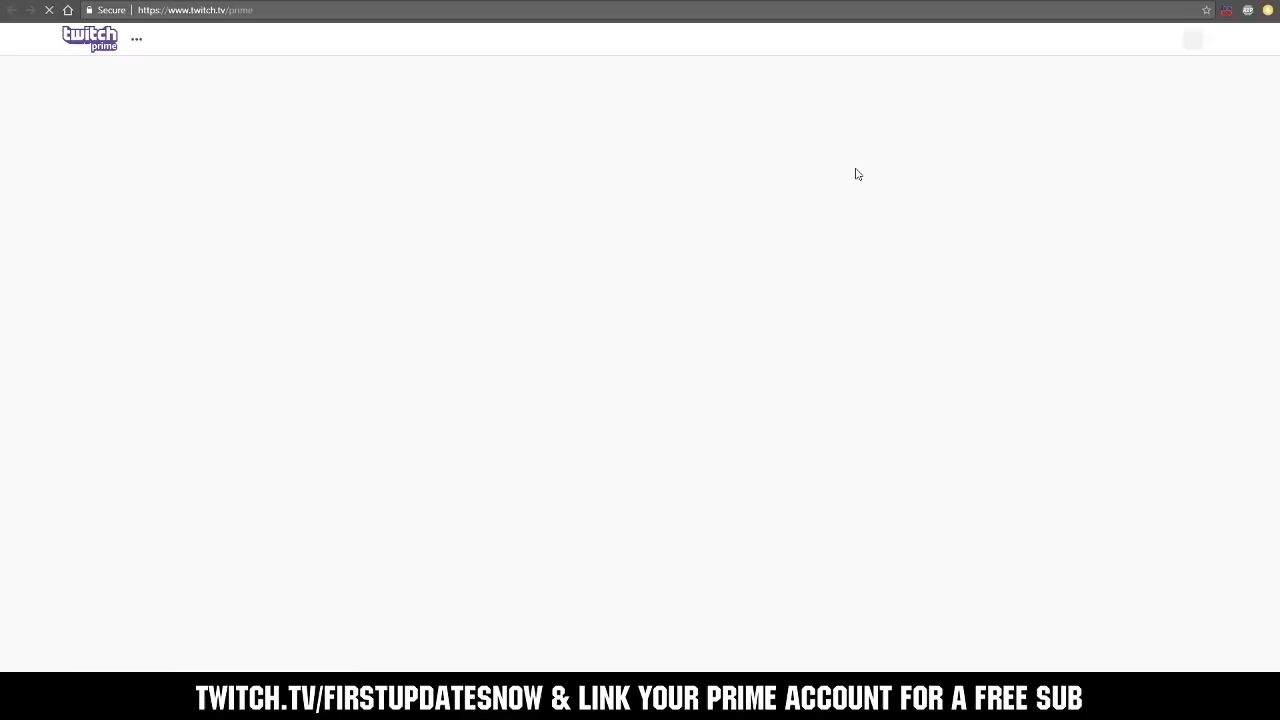 Secure | https://www.twitch.tv/prime
twitch
prime
TWITCH.TV/FIRSTUPDATESNOW & LINK YOUR PRIME ACCOUNT FOR A FREE SUB